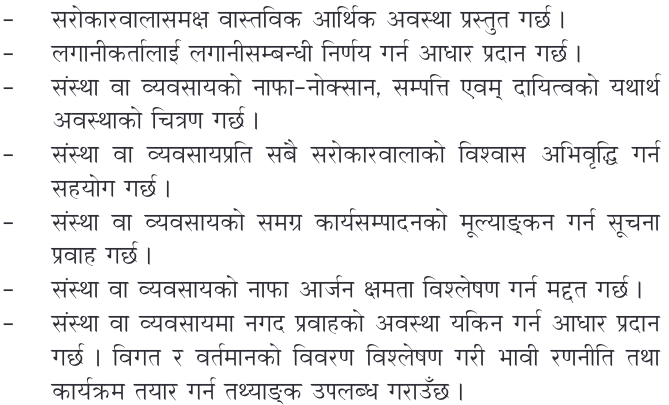 – सरोकारवालासमक्ष वास्तविक आर्थिक अवस्था प्रस्तुत गर्छ।
– लगानीकर्तालाई लगानीसम्बन्धी निर्णय गर्न आधार प्रदान गर्छ।
– संस्था वा व्यवसायको नाफा-नोक्सान, सम्पत्ति एवम् दायित्वको यथार्थ
अवस्थाको चित्रण गर्छ।
– संस्था वा व्यवसायप्रति सबै सरोकारवालाको विश्वास अभिवृद्धि गर्न
सहयोग गर्छ।
– संस्था वा व्यवसायको समग्र कार्यसम्पादनको मूल्याङ्कन गर्न सूचना
प्रवाह गर्छ।
– संस्था वा व्यवसायको नाफा आर्जन क्षमता विश्लेषण गर्न मद्दत गर्छ।
– संस्था वा व्यवसायमा नगद प्रवाहको अवस्था यकिन गर्न आधार प्रदान
गर्छ। विगत र वर्तमानको विवरण विश्लेषण गरी भावी रणनीति तथा
कार्यक्रम तयार गर्न तथ्याङ्क उपलब्ध गराउँछ।